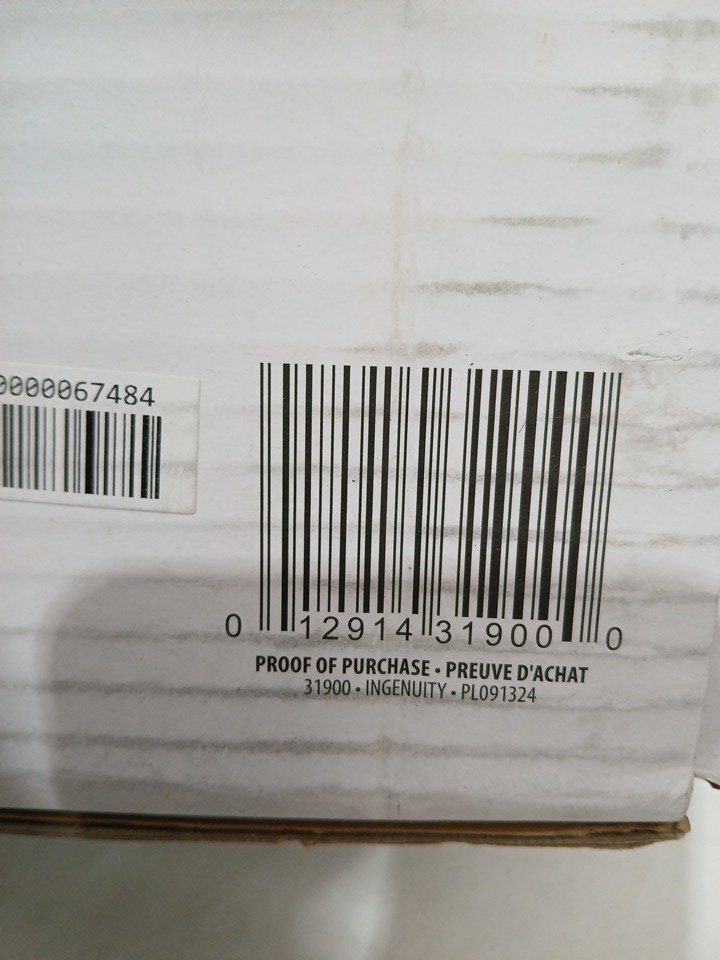 0000067484
0 12914 31900 0
PROOF OF PURCHASE • PREUVE D'ACHAT
31900 • INGENUITY • PL091324